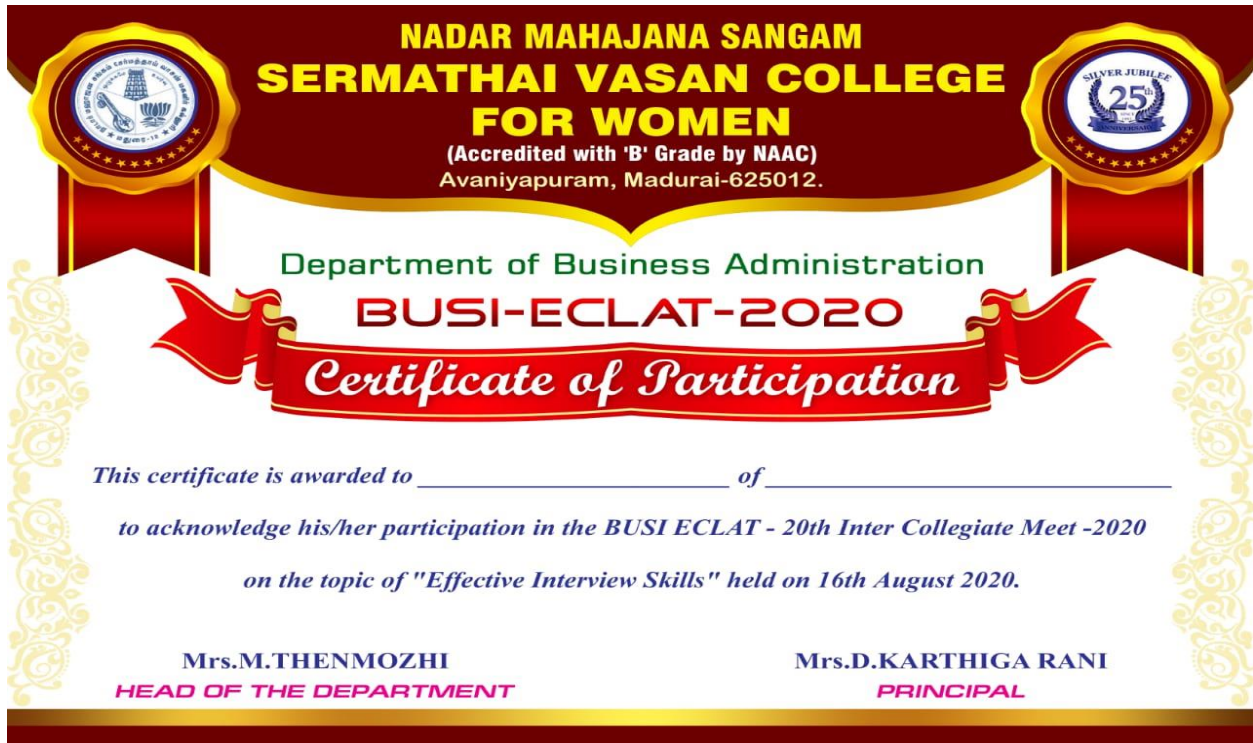 NADAR MAHAJANA SANGAM
SERMATHAI VASAN COLLEGE
FOR WOMEN
(Accredited with 'B' Grade by NAAC)
Avaniyapuram, Madurai-625012.
SILVER JUBILEE
25th
ANNIVERSARY
Department of Business Administration
BUSI-ECLAT-2020
Certificate of Participation
This certificate is awarded to ________________________ of ________________________________
to acknowledge his/her participation in the BUSI ECLAT - 20th Inter Collegiate Meet -2020
on the topic of "Effective Interview Skills" held on 16th August 2020.
Mrs.M.THENMOZHI
HEAD OF THE DEPARTMENT
Mrs.D.KARTHIGA RANI
PRINCIPAL